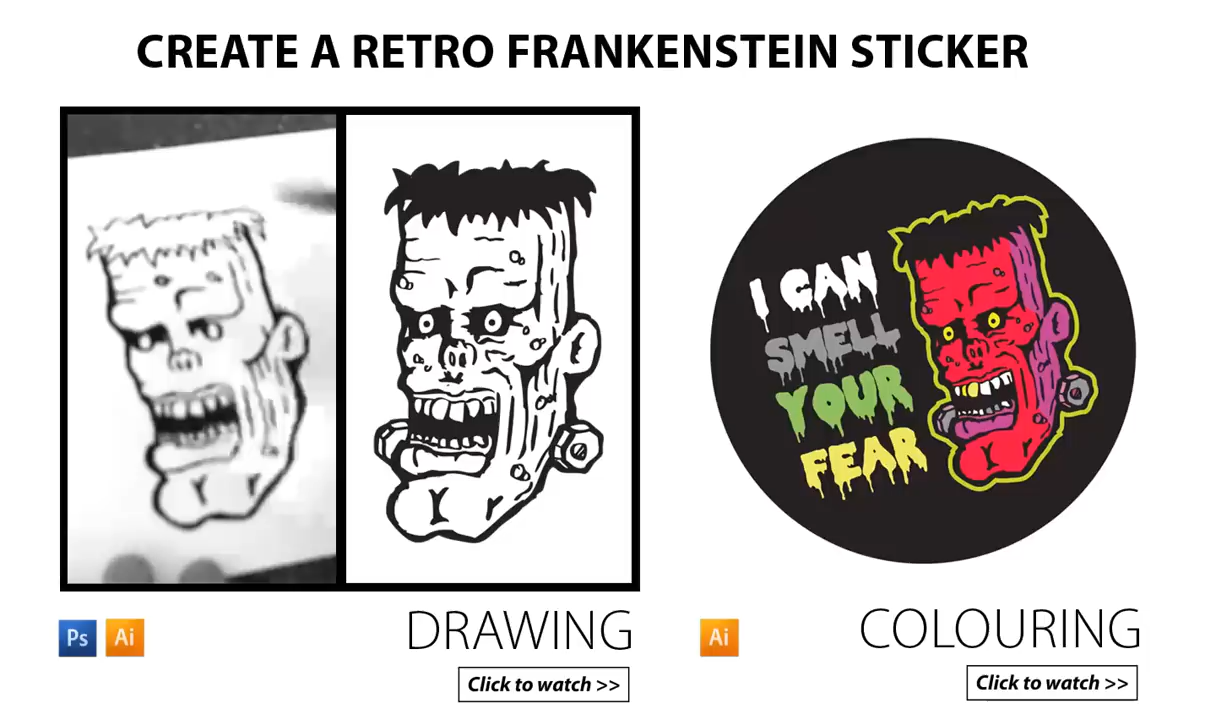 CREATE A RETRO FRANKENSTEIN STICKER
I CAN
SMELL
YOUR
FEAR
Ps Ai
DRAWING
Click to watch >>
Ai
COLOURING
Click to watch >>